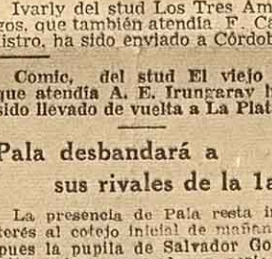 Ivarly del stud Los Tres Am
gos, que también atendía F. Cá
istro, ha sido enviado a Córdob
Comic, del stud El viejo
que atendía A. E. Irungaray h
sido llevado de vuelta a La Plat
Pala desbandará a
sus rivales de la 1a
La presencia de Pala resta in
terés al cotejo inicial de mañan
pues la pupila de Salvador Go